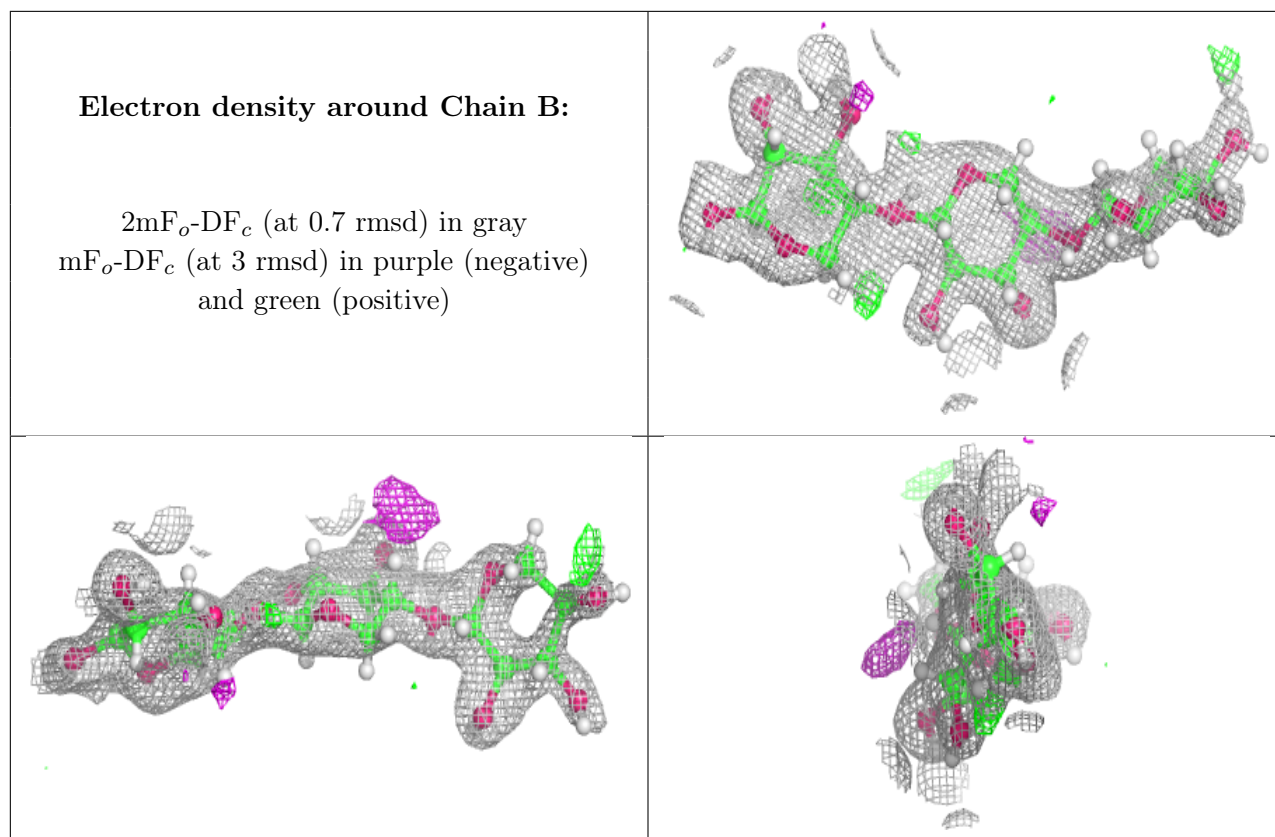 Electron density around Chain B:
2mFo-DFc (at 0.7 rmsd) in gray
mFo-DFc (at 3 rmsd) in purple (negative)
and green (positive)